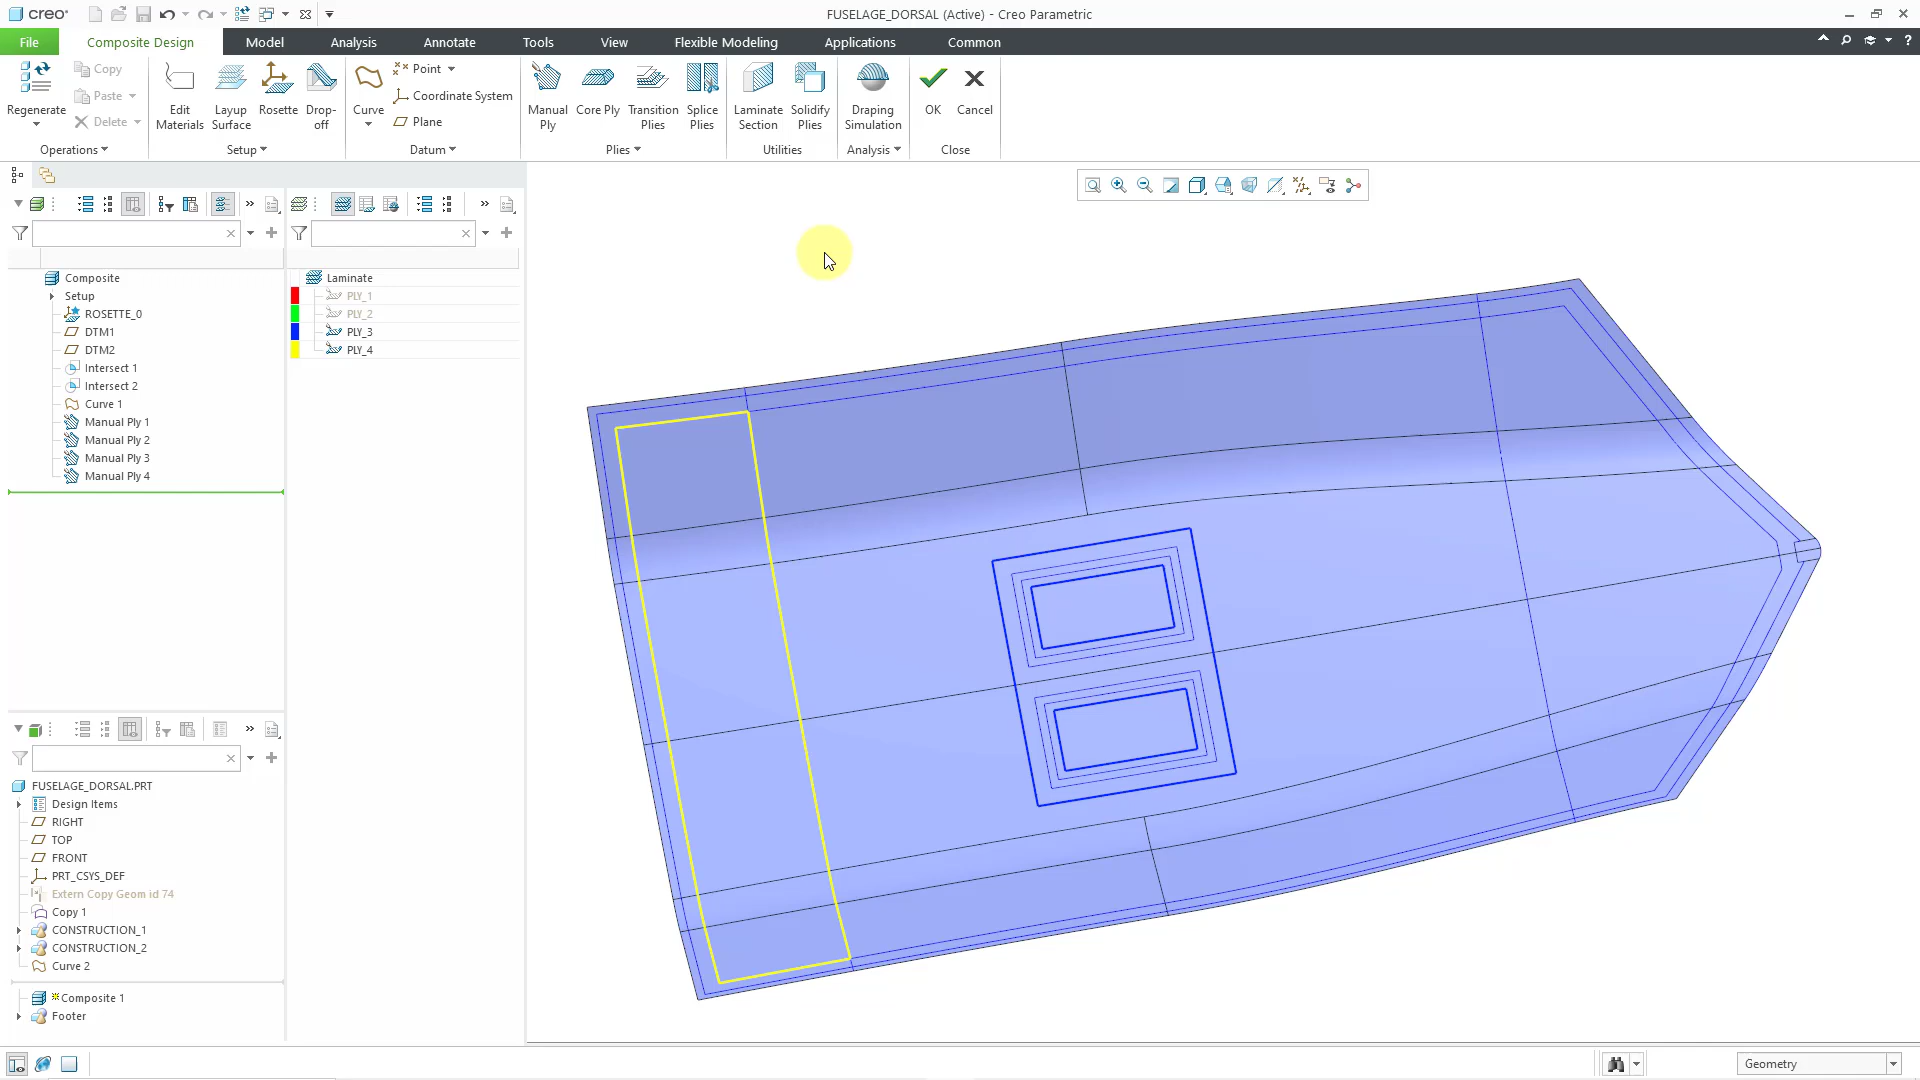 creo
FUSELAGE_DORSAL (Active) - Creo Parametric
File
Composite Design
Model
Analysis
Annotate
Tools
View
Flexible Modeling
Applications
Common
Regenerate
Copy
Paste
Delete
Operations
Edit Materials
Layup Surface
Rosette
Drop-off
Setup
Curve
Point
Coordinate System
Plane
Datum
Manual Ply
Core Ply
Transition Plies
Splice Plies
Plies
Laminate Section
Solidify Plies
Utilities
Draping Simulation
Analysis
OK
Cancel
Close
Composite
Setup
ROSETTE_0
DTM1
DTM2
Intersect 1
Intersect 2
Curve 1
Manual Ply 1
Manual Ply 2
Manual Ply 3
Manual Ply 4
Laminate
PLY_1
PLY_2
PLY_3
PLY_4
FUSELAGE_DORSAL.PRT
Design Items
RIGHT
TOP
FRONT
PRT_CSYS_DEF
Extern Copy Geom id 74
Copy 1
CONSTRUCTION_1
CONSTRUCTION_2
Curve 2
Composite 1
Footer
Geometry